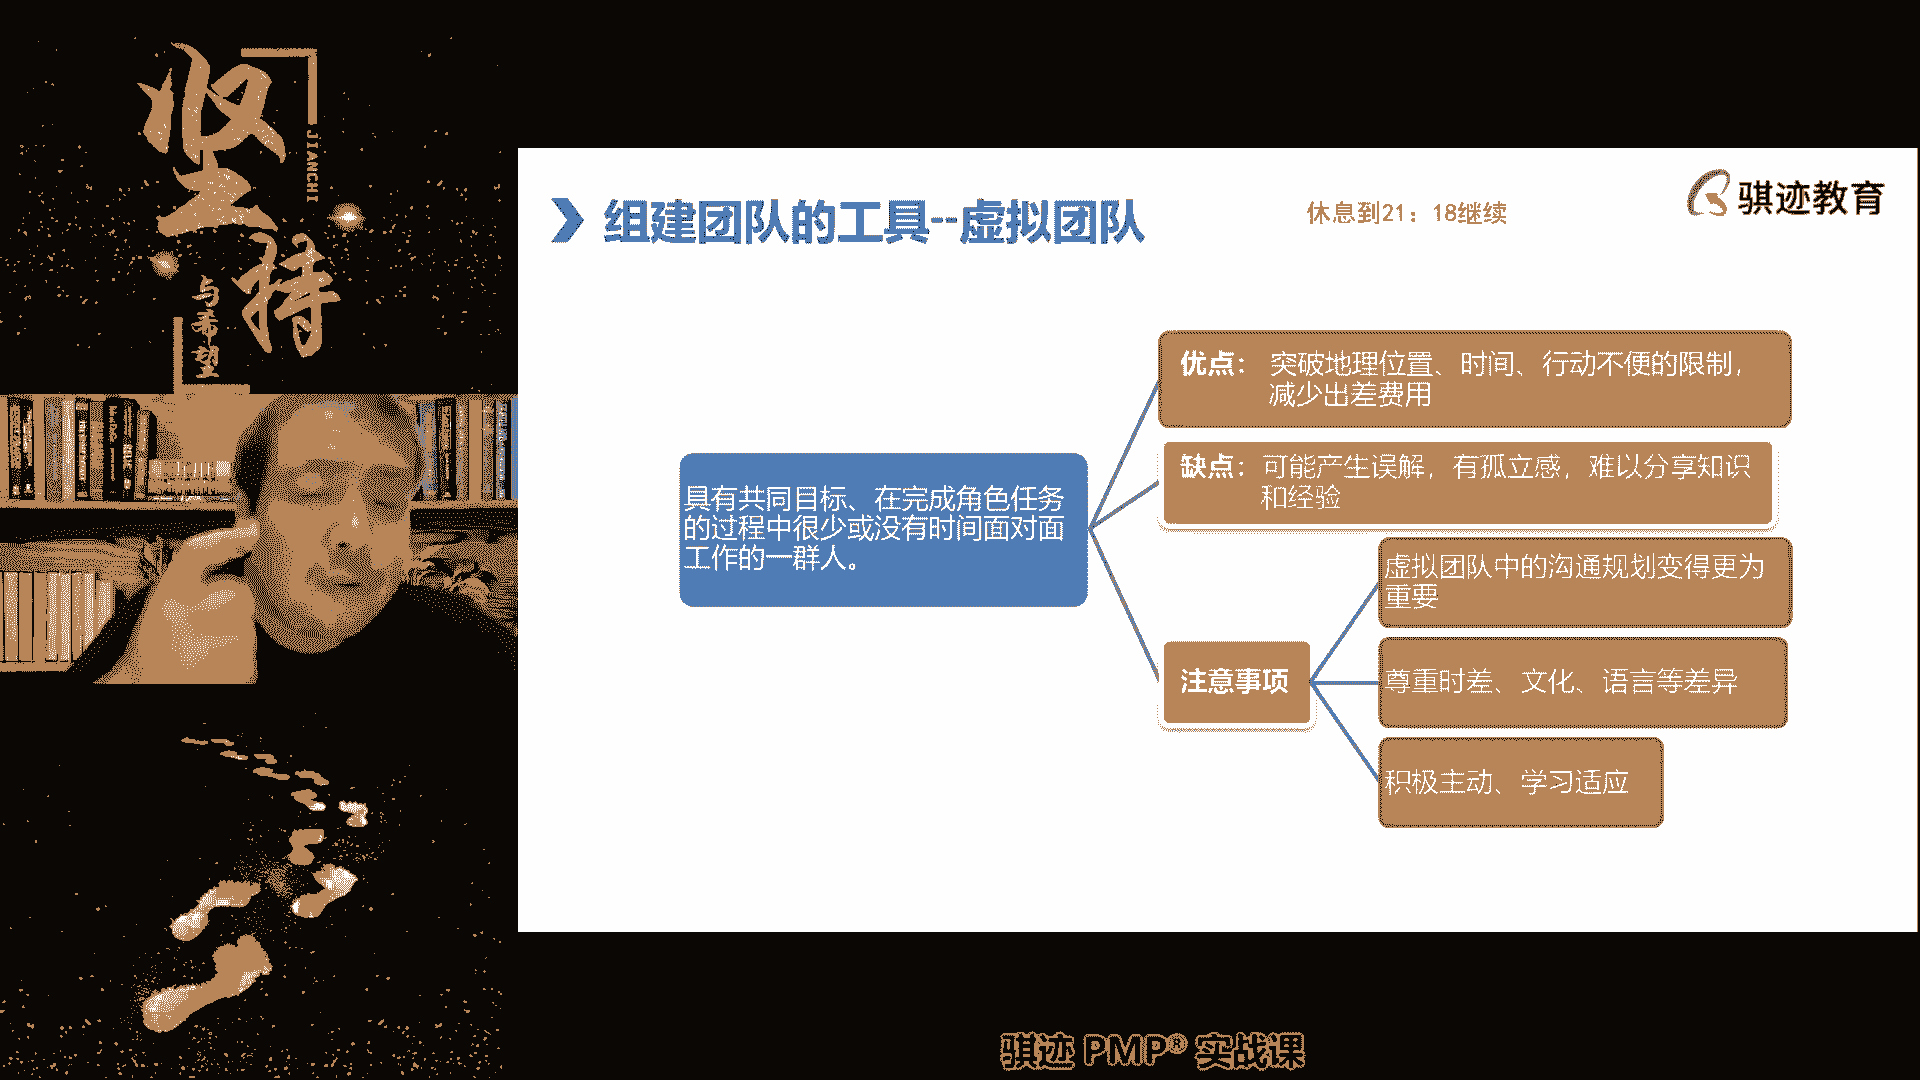 坚
持
JIANCHI
与希望
组建团队的工具--虚拟团队
休息到21：18继续
骐迹教育
具有共同目标、在完成角色任务
的过程中很少或没有时间面对面
工作的一群人。
优点： 突破地理位置、时间、行动不便的限制，
减少出差费用
缺点： 可能产生误解，有孤立感，难以分享知识
和经验
注意事项
虚拟团队中的沟通规划变得更为
重要
尊重时差、文化、语言等差异
积极主动、学习适应
骐迹 PMP® 实战课